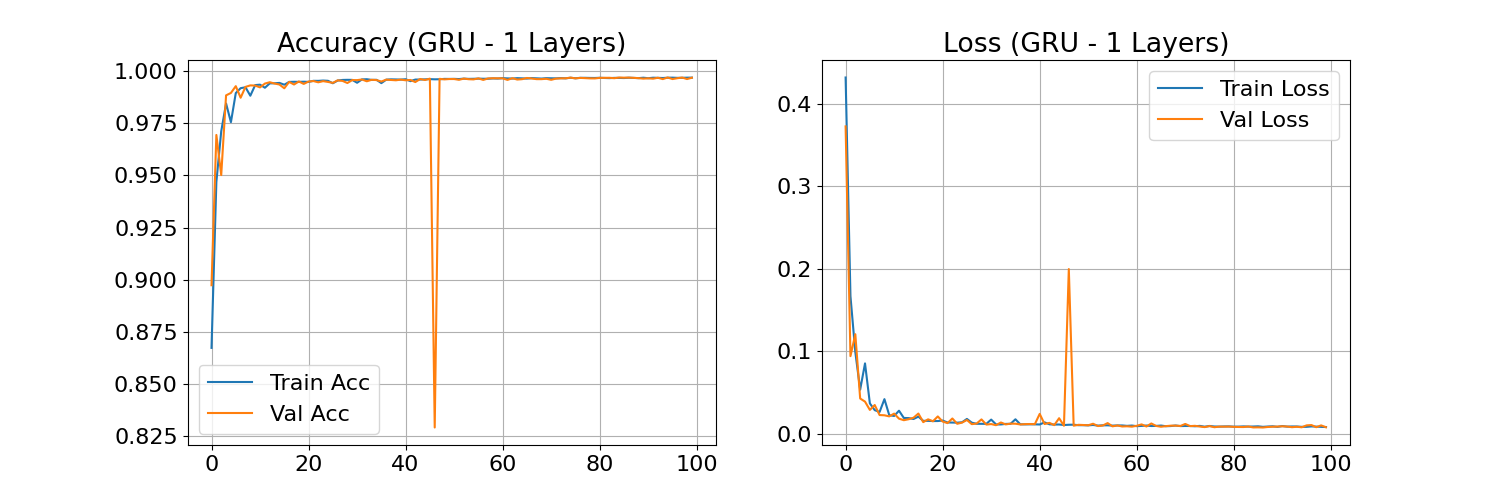 Accuracy (GRU - 1 Layers)
1.000
0.975
0.950
0.925
0.900
0.875
0.850
0.825
Train Acc
Val Acc
0 20 40 60 80 100
Loss (GRU - 1 Layers)
0.4
0.3
0.2
0.1
0.0
Train Loss
Val Loss
0 20 40 60 80 100